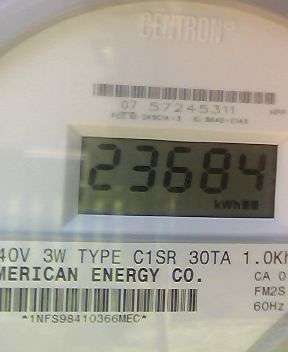 CENTRON®
07 57245311
23684
kWh
40V 3W TYPE C1SR 30TA 1.0Kh
MERICAN ENERGY CO.
CA 0
FM2S
60Hz
*1NFS98410366MEC*